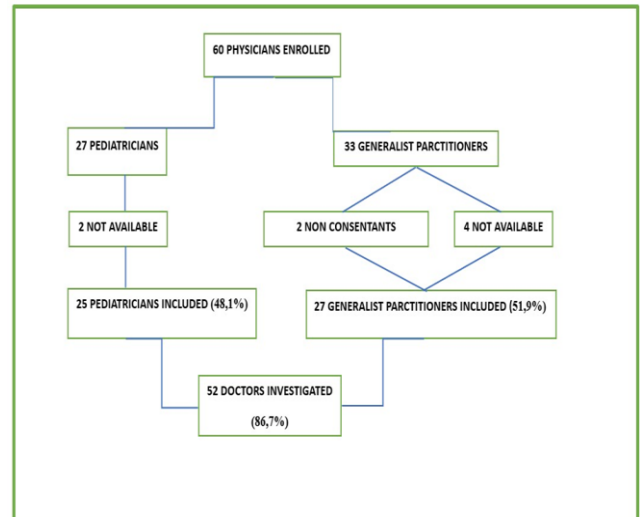 60 PHYSICIANS ENROLLED
27 PEDIATRICIANS
33 GENERALIST PARCTITIONERS
2 NOT AVAILABLE
2 NON CONSENTANTS
4 NOT AVAILABLE
25 PEDIATRICIANS INCLUDED (48,1%)
27 GENERALIST PARCTITIONERS INCLUDED (51,9%)
52 DOCTORS INVESTIGATED
(86,7%)